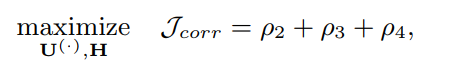 maximize 𝒥_corr = ρ₂ + ρ₃ + ρ₄,
U⁽·⁾,H